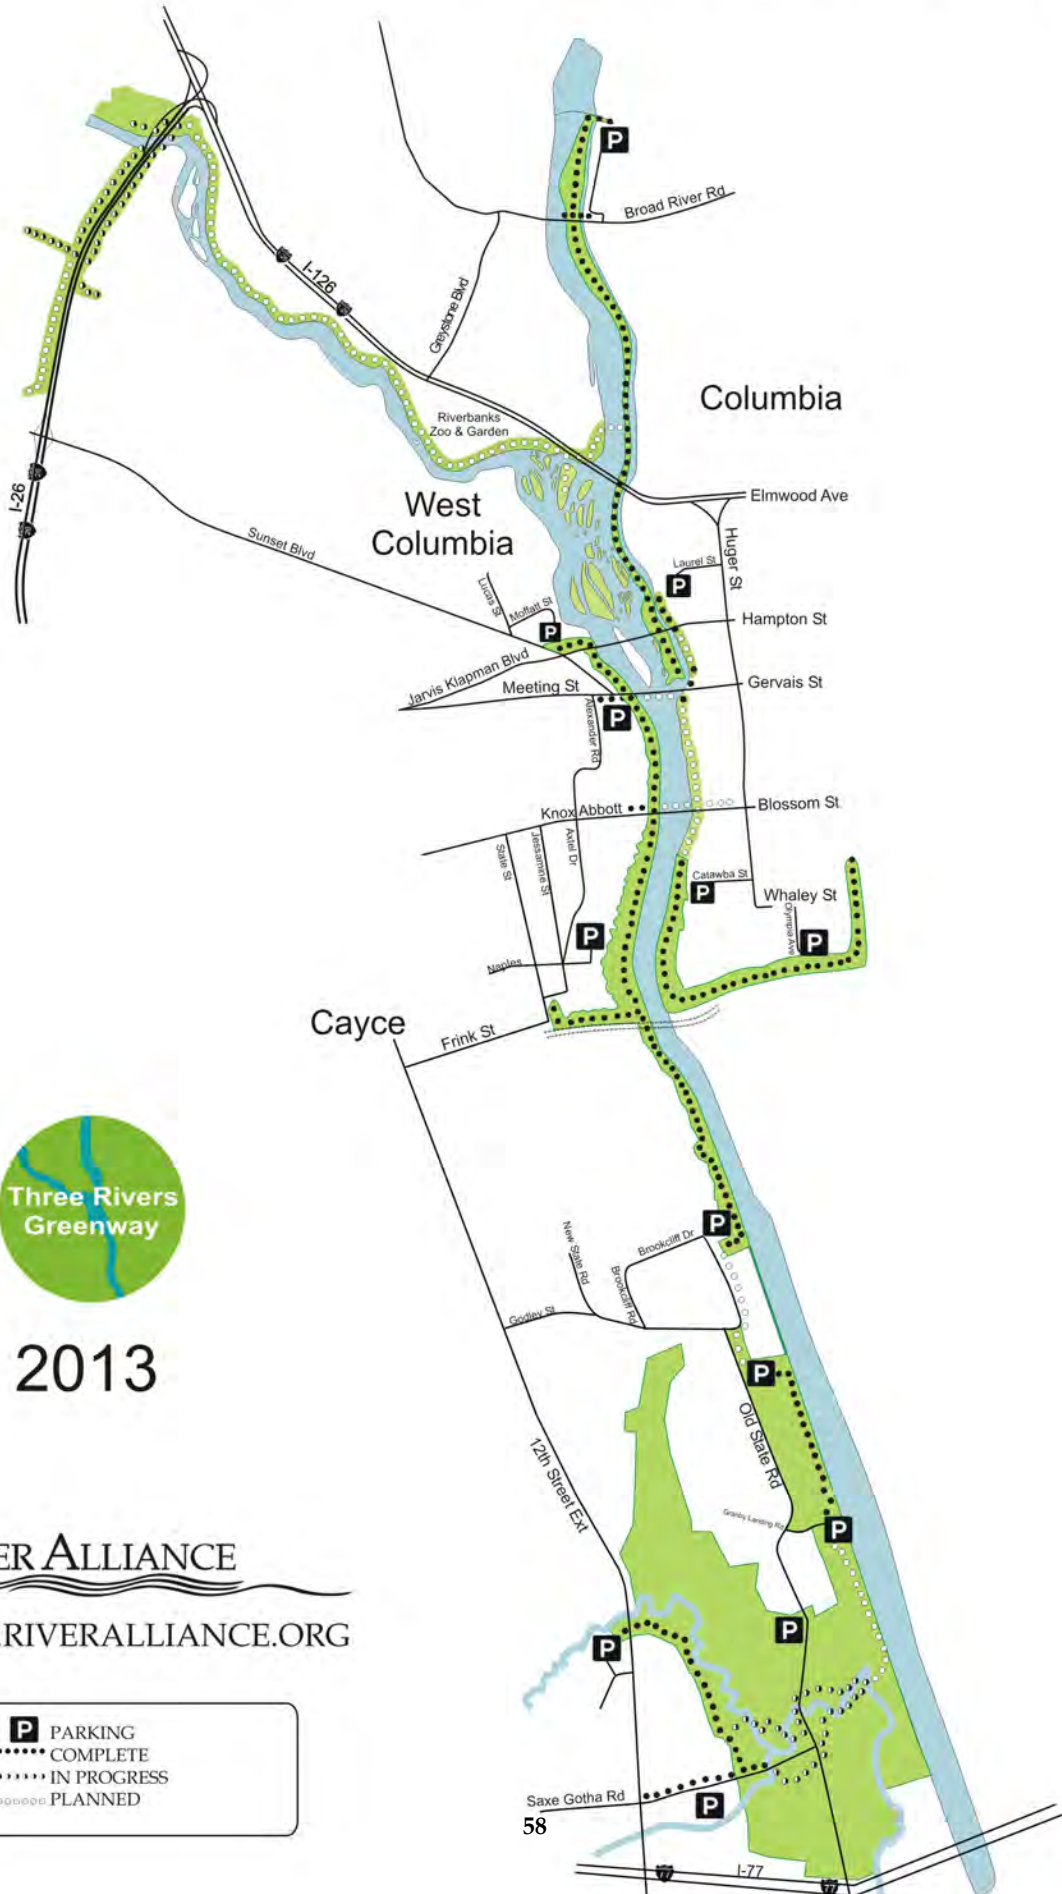 P
Broad River Rd
I-126
Greystone Blvd
Columbia
Riverbanks
Zoo & Garden
Elmwood Ave
I-26
West
Columbia
Sunset Blvd
Huger St
Laurel St
P
Lucas St
Moffatt St
P
Hampton St
Jarvis Klapman Blvd
Meeting St
Gervais St
P
Alexander Rd
Knox Abbott
Blossom St
State St
Jessamine St
Axtel Dr
Catawba St
P
Whaley St
Olympia Ave
P
P
Naples
Cayce
Frink St
Three Rivers
Greenway
P
New State Rd
Brookcliff Dr
Brookcliff Rd
Godley St
2013
P
Old State Rd
12th Street Ext
Granby Landing Rd
P
ER ALLIANCE
.RIVERALLIANCE.ORG
P
P
P PARKING
COMPLETE
IN PROGRESS
PLANNED
Saxe Gotha Rd
P
58
I-77